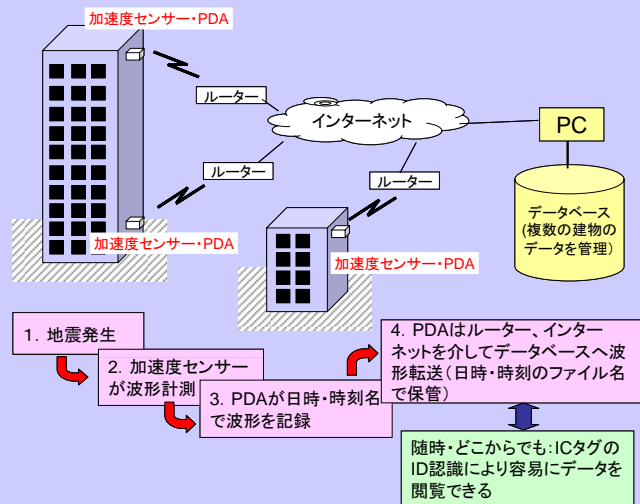 加速度センサー・PDA
ルーター
インターネット
PC
ルーター
ルーター
データベース
(複数の建物の
データを管理)
加速度センサー・PDA
加速度センサー・PDA
1. 地震発生
2. 加速度センサー
が波形計測
3. PDAが日時・時刻名
で波形を記録
4. PDAはルーター、インター
ネットを介してデータベースへ波
形転送(日時・時刻のファイル名
で保管)
随時・どこからでも:ICタグの
ID認識により容易にデータを
閲覧できる